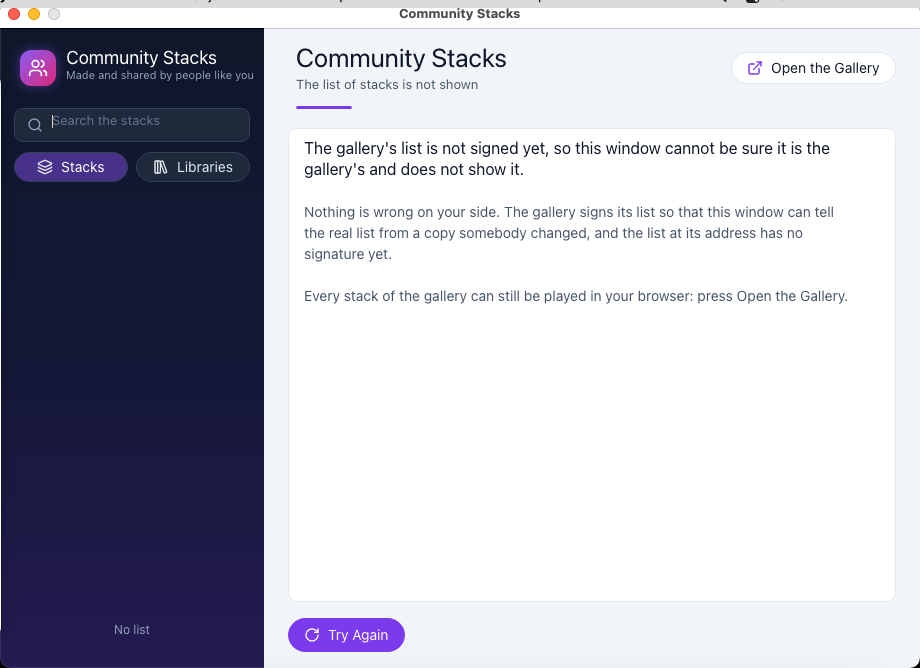 Community Stacks
Community Stacks
Made and shared by people like you
Search the stacks
Stacks
Libraries
No list
Community Stacks
The list of stacks is not shown
Open the Gallery
The gallery's list is not signed yet, so this window cannot be sure it is the
gallery's and does not show it.
Nothing is wrong on your side. The gallery signs its list so that this window can tell
the real list from a copy somebody changed, and the list at its address has no
signature yet.
Every stack of the gallery can still be played in your browser: press Open the Gallery.
Try Again